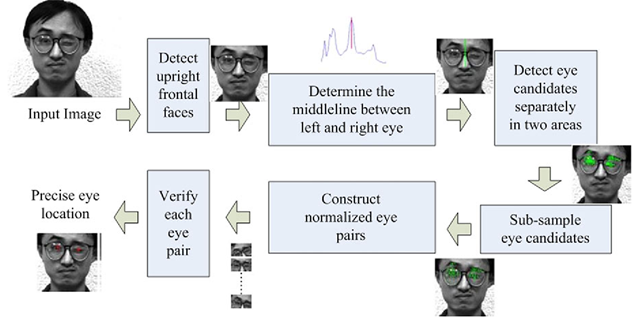 Input Image
Detect
upright
frontal
faces
Determine the
middleline between
left and right eye
Detect eye
candidates
separately
in two areas
Sub-sample
eye candidates
Construct
normalized eye
pairs
Verify
each
eye
pair
Precise eye
location